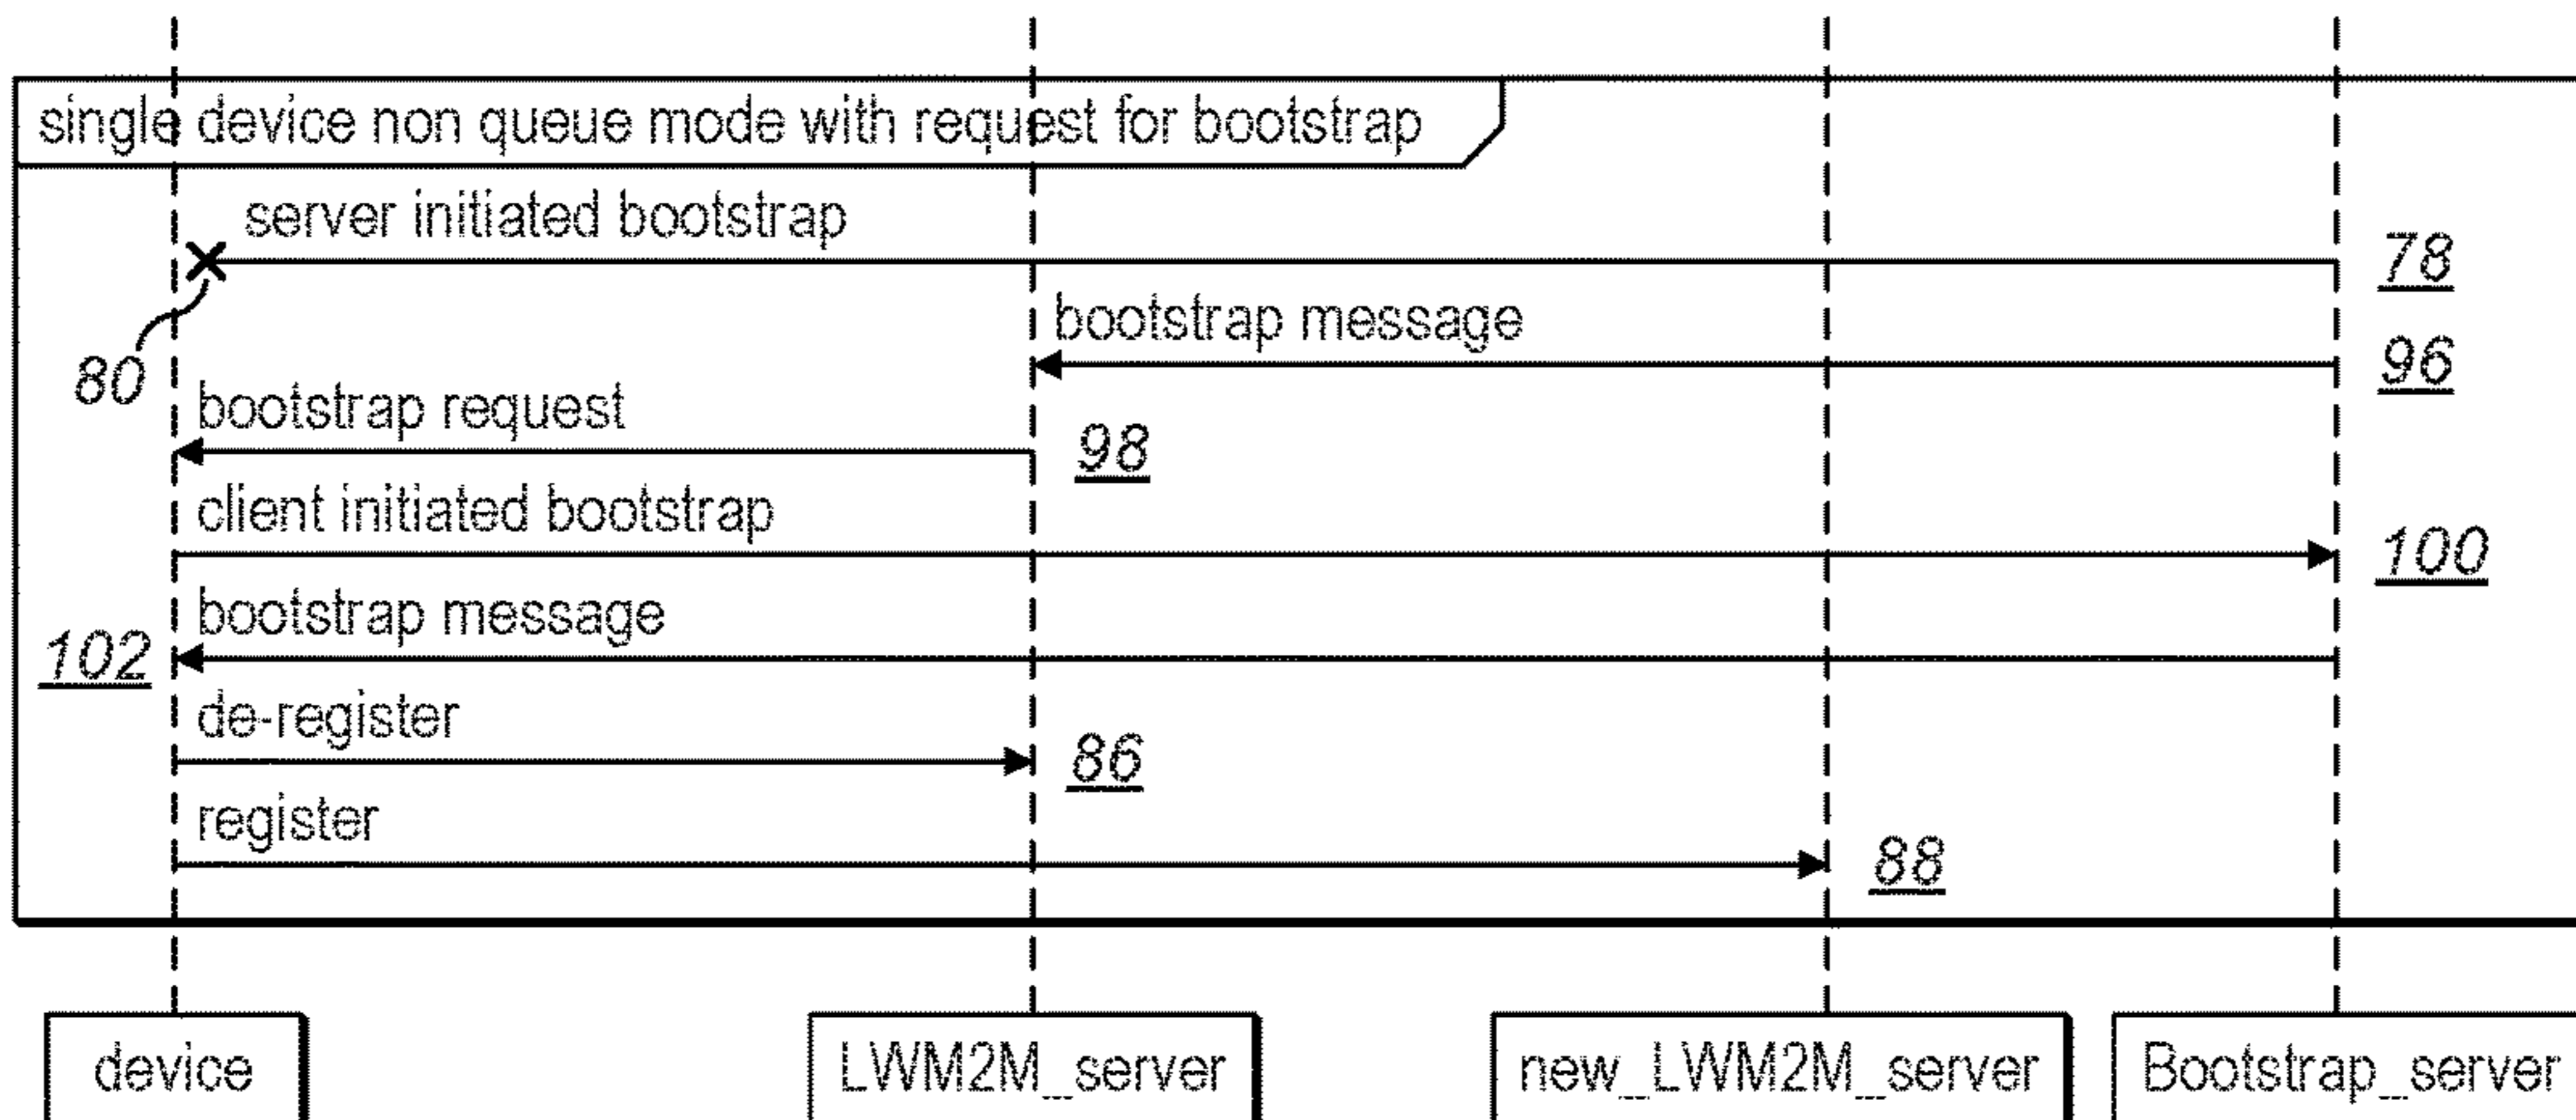 single device non queue mode with request for bootstrap
server initiated bootstrap
78
80
bootstrap message
96
bootstrap request
98
client initiated bootstrap
100
bootstrap message
102
de-register
86
register
88
device
LWM2M_server
new_LWM2M_server
Bootstrap_server